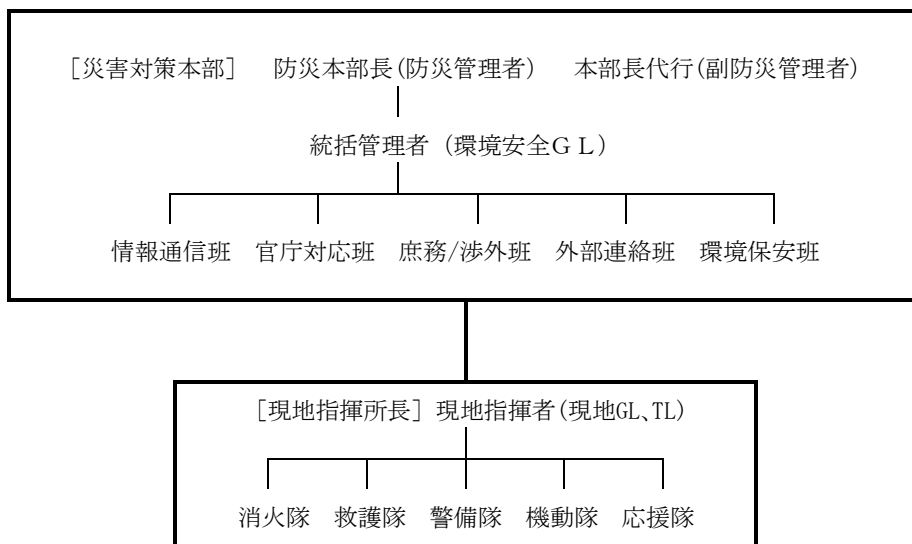 ［災害対策本部］ 防災本部長(防災管理者) 本部長代行(副防災管理者)
統括管理者（環境安全ＧＬ）
情報通信班 官庁対応班 庶務/渉外班 外部連絡班 環境保安班
［現地指揮所長］現地指揮者(現地GL、TL)
消火隊 救護隊 警備隊 機動隊 応援隊